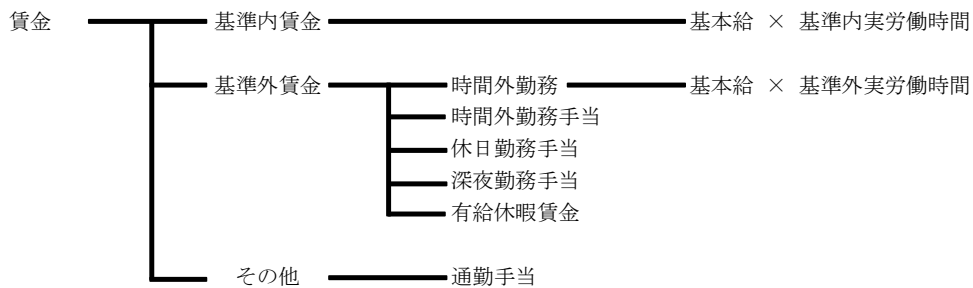 賃金 基準内賃金 基本給 × 基準内実労働時間
基準外賃金 時間外勤務 基本給 × 基準外実労働時間
時間外勤務手当
休日勤務手当
深夜勤務手当
有給休暇賃金
その他 通勤手当